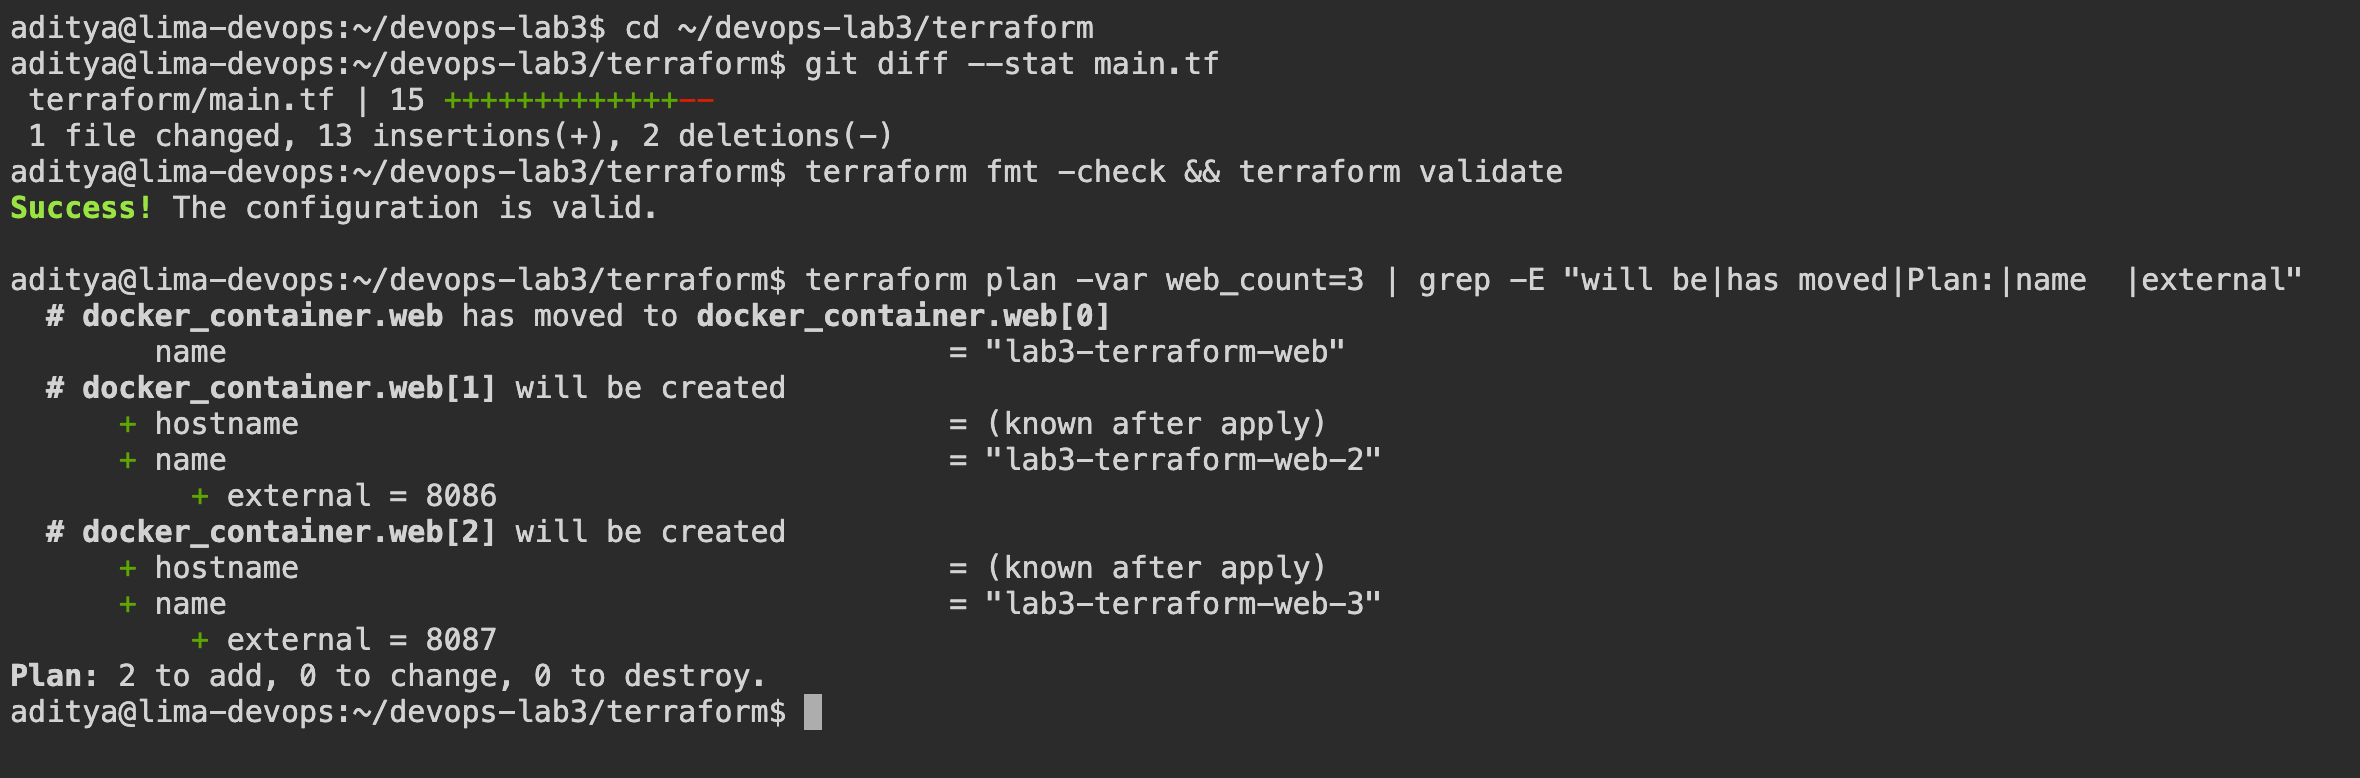 aditya@lima-devops:~/devops-lab3$ cd ~/devops-lab3/terraform
aditya@lima-devops:~/devops-lab3/terraform$ git diff --stat main.tf
 terraform/main.tf | 15 +++++++++++++--
 1 file changed, 13 insertions(+), 2 deletions(-)
aditya@lima-devops:~/devops-lab3/terraform$ terraform fmt -check && terraform validate
Success! The configuration is valid.

aditya@lima-devops:~/devops-lab3/terraform$ terraform plan -var web_count=3 | grep -E "will be|has moved|Plan:|name  |external"
  # docker_container.web has moved to docker_container.web[0]
        name                                        = "lab3-terraform-web"
  # docker_container.web[1] will be created
      + hostname                                    = (known after apply)
      + name                                        = "lab3-terraform-web-2"
          + external = 8086
  # docker_container.web[2] will be created
      + hostname                                    = (known after apply)
      + name                                        = "lab3-terraform-web-3"
          + external = 8087
Plan: 2 to add, 0 to change, 0 to destroy.
aditya@lima-devops:~/devops-lab3/terraform$